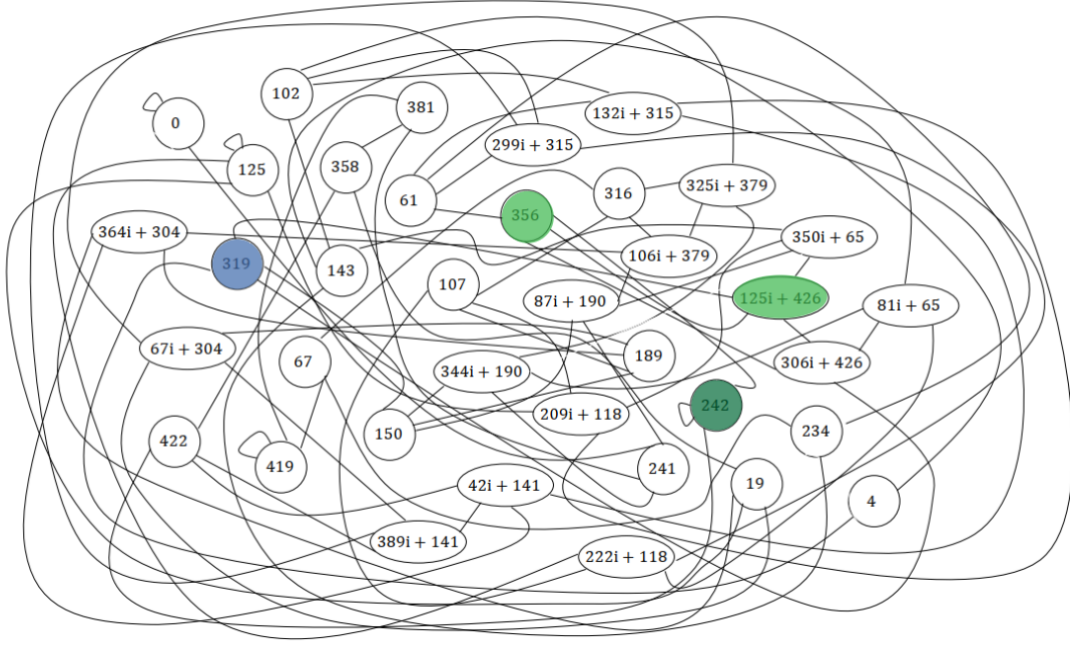 102
381
132i + 315
0
299i + 315
125
358
61
316
325i + 379
356
364i + 304
350i + 65
319
143
106i + 379
107
87i + 190
125i + 426
81i + 65
67i + 304
67
189
306i + 426
344i + 190
242
209i + 118
422
150
234
419
241
42i + 141
19
4
389i + 141
222i + 118